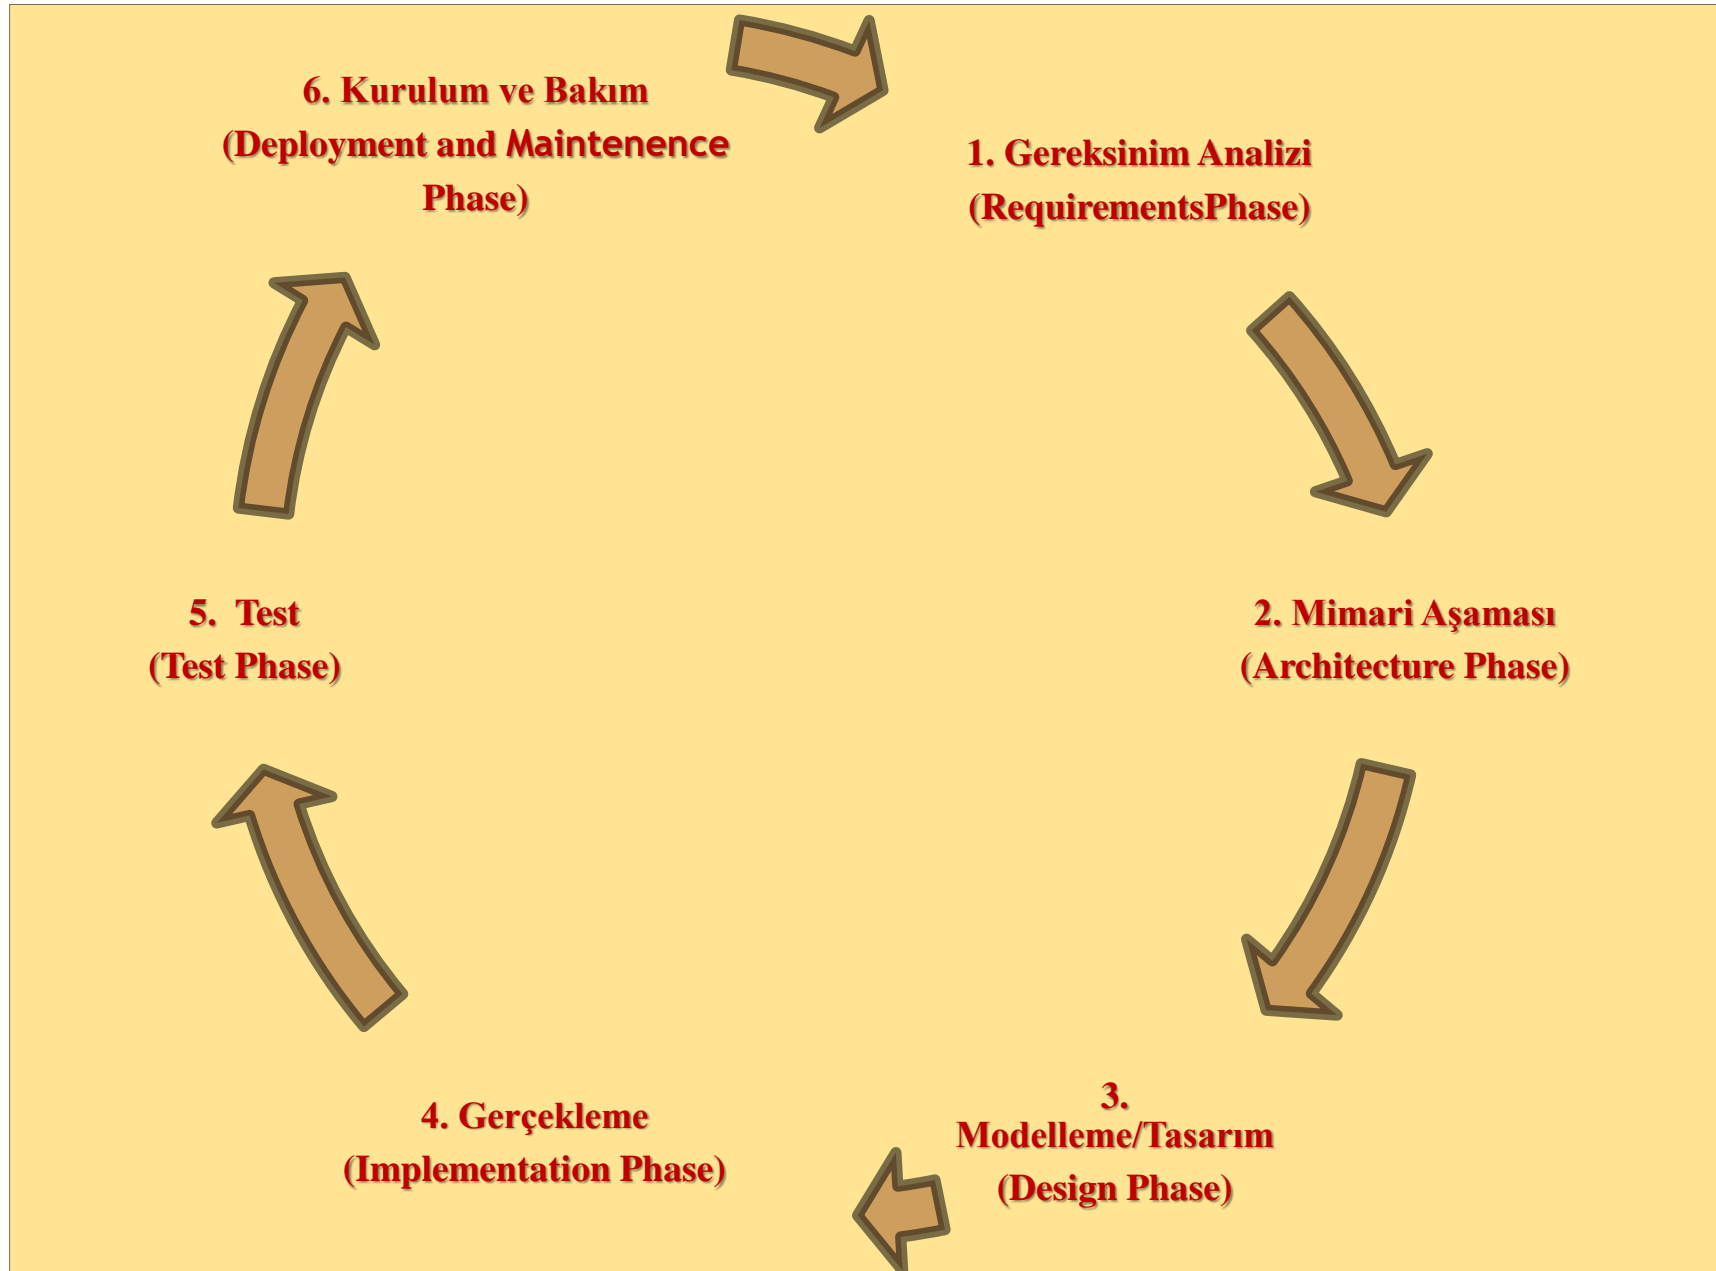 6. Kurulum ve Bakım
(Deployment and Maintenence
Phase)
1. Gereksinim Analizi
(RequirementsPhase)
2. Mimari Aşaması
(Architecture Phase)
3.
Modelleme/Tasarım
(Design Phase)
4. Gerçekleme
(Implementation Phase)
5. Test
(Test Phase)